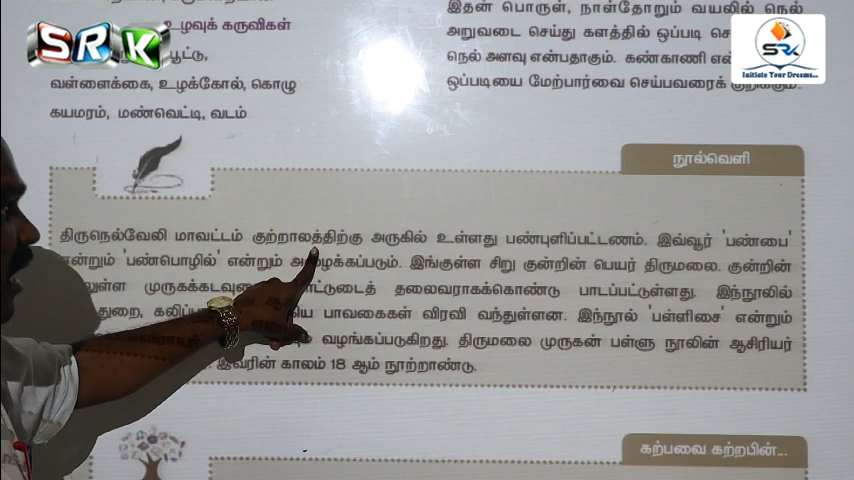 SRK
உழவுக் கருவிகள்
பூட்டு,
வள்ளைக்கை, உழக்கோல், கொழு
கயமரம், மண்வெட்டி, வடம்
இதன் பொருள், நாள்தோறும் வயலில் நெல்
அறுவடை செய்து களத்தில் ஒப்படி
நெல் அளவு என்பதாகும். கண்காணி
ஒப்படியை மேற்பார்வை செய்பவரைக் குறிக்கும்.
SRK
Initiate Your Dreams...
நூல்வெளி
திருநெல்வேலி மாவட்டம் குற்றாலத்திற்கு அருகில் உள்ளது பண்புளிப்பட்டணம். இவ்வூர் 'பண்பை'
என்றும் 'பண்பொழில்' என்றும் அழைக்கப்படும். இங்குள்ள சிறு குன்றின் பெயர் திருமலை. குன்றின்
முருகக்கடவுளை தலைவராகக்கொண்டு பாடப்பட்டுள்ளது. இந்நூலில்
பாவகைகள் விரவி வந்துள்ளன. இந்நூல் 'பள்ளிசை' என்றும்
வழங்கப்படுகிறது. திருமலை முருகன் பள்ளு நூலின் ஆசிரியர்
இவரின் காலம் 18 ஆம் நூற்றாண்டு.
கற்பவை கற்றபின்...